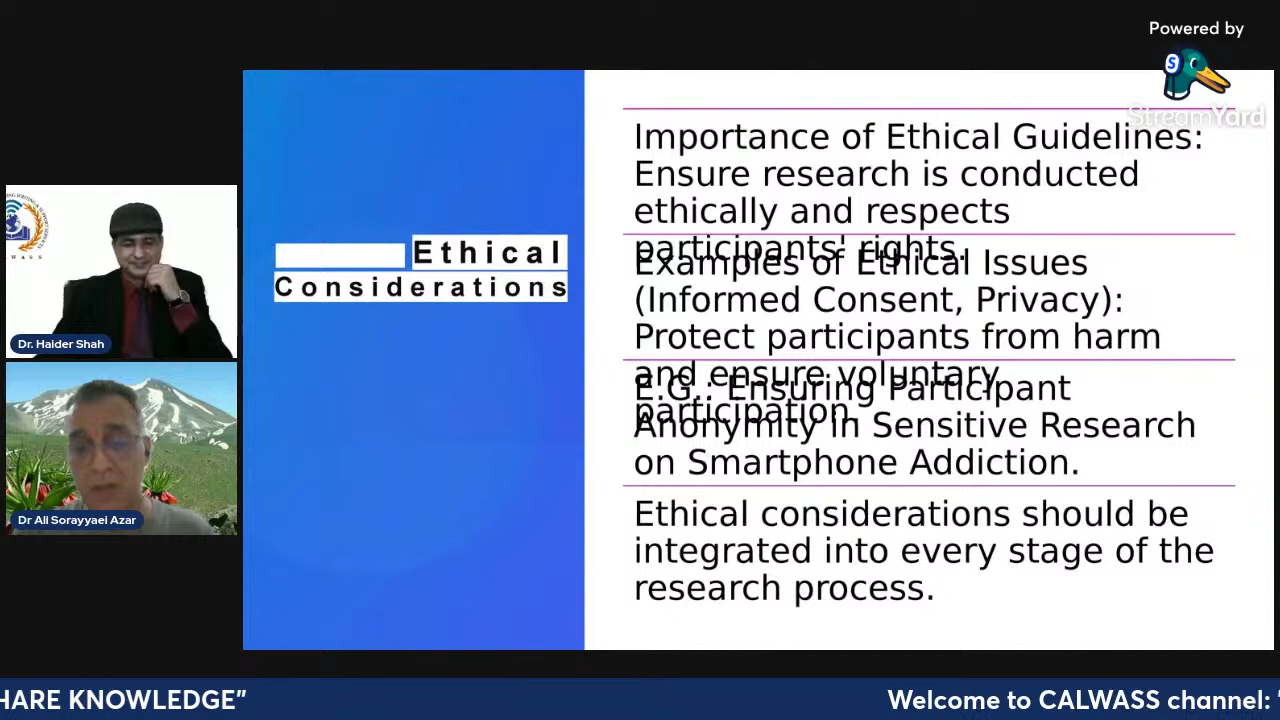 Powered by
StreamYard
Importance of Ethical Guidelines:
Ensure research is conducted
ethically and respects
participants' rights.
Examples of Ethical Issues
(Informed Consent, Privacy):
Protect participants from harm
and ensure voluntary
participation.
E.G.: Ensuring Participant
Anonymity in Sensitive Research
on Smartphone Addiction.
Ethical considerations should be
integrated into every stage of the
research process.
Ethical
Considerations
Dr. Haider Shah
Dr Ali Sorayyaei Azar
HARE KNOWLEDGE”
Welcome to CALWASS channel: “